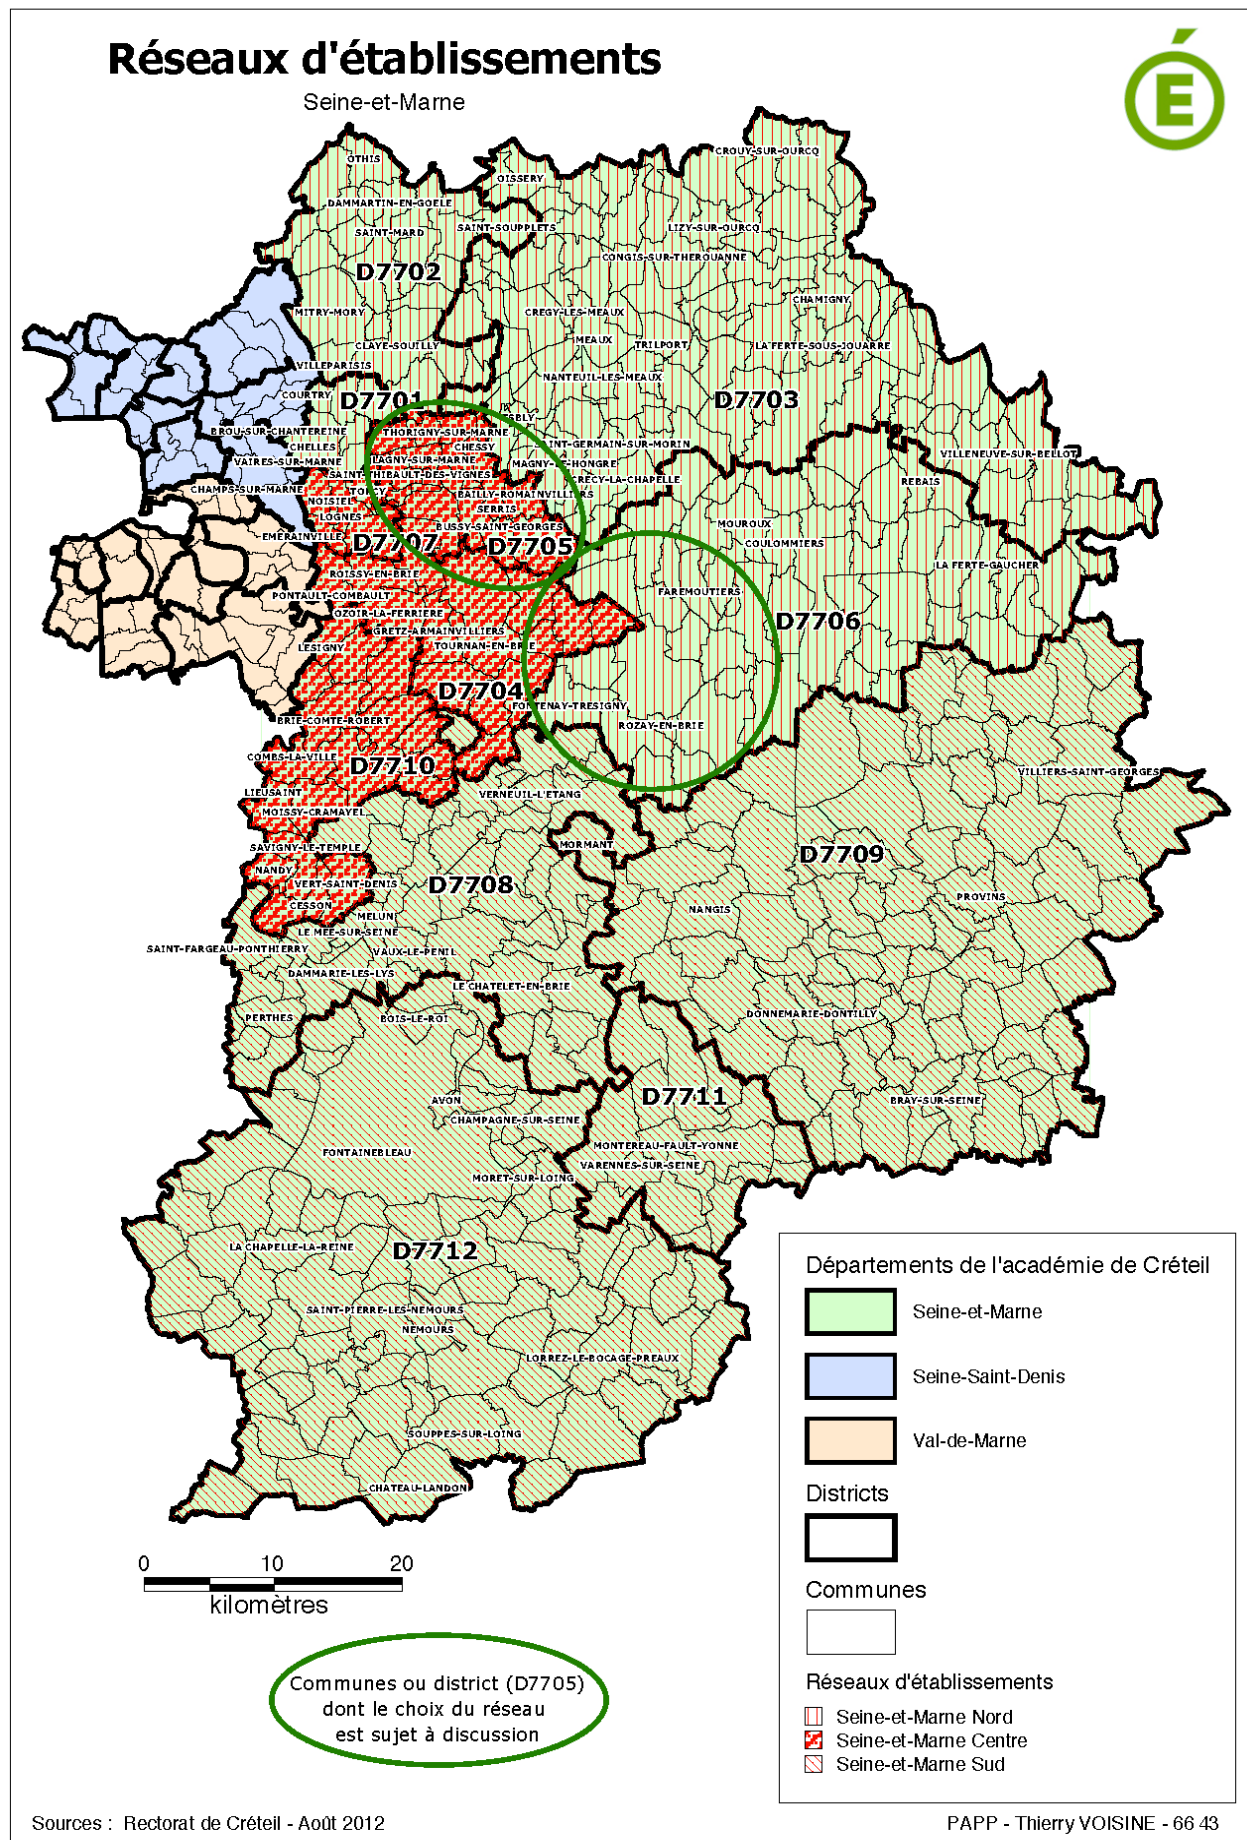 Réseaux d'établissements
Seine-et-Marne
É
CROUY-SUR-OURCQ
OTHIS
OISSERY
DAMMARTIN-EN-GOELE
SAINT-SOUPPLETS
LIZY-SUR-OURCQ
SAINT-MARD
CONGIS-SUR-THEROUANNE
D7702
CHAMIGNY
MITRY-MORY
CREGY-LES-MEAUX
MEAUX
TRILPORT
LA FERTE-SOUS-JOUARRE
CLAYE-SOUILLY
VILLEPARISIS
NANTEUIL-LES-MEAUX
COURTRY
D7701
D7703
ESBLY
BROU-SUR-CHANTEREINE
THORIGNY-SUR-MARNE
CHELLES
CHESSY
SAINT-GERMAIN-SUR-MORIN
VILLENEUVE-SUR-BELLOT
VAIRES-SUR-MARNE
LAGNY-SUR-MARNE
MAGNY-LE-HONGRE
SAINT-THIBAULT-DES-VIGNES
CRECY-LA-CHAPELLE
REBAIS
CHAMPS-SUR-MARNE
TORCY
BAILLY-ROMAINVILLIERS
NOISIEL
SERRIS
LOGNES
BUSSY-SAINT-GEORGES
MOUROUX
EMERAINVILLE
D7707
D7705
COULOMMIERS
LA FERTE-GAUCHER
ROISSY-EN-BRIE
PONTAULT-COMBAULT
FAREMOUTIERS
OZOIR-LA-FERRIERE
D7706
GRETZ-ARMAINVILLIERS
LESIGNY
TOURNAN-EN-BRIE
D7704
FONTENAY-TRESIGNY
BRIE-COMTE-ROBERT
ROZAY-EN-BRIE
COMBS-LA-VILLE
D7710
VILLIERS-SAINT-GEORGES
LIEUSAINT
VERNEUIL-L'ETANG
MOISSY-CRAMAYEL
SAVIGNY-LE-TEMPLE
MORMANT
D7709
NANDY
VERT-SAINT-DENIS
D7708
CESSON
MELUN
NANGIS
PROVINS
LE MEE-SUR-SEINE
SAINT-FARGEAU-PONTHIERRY
VAUX-LE-PENIL
DAMMARIE-LES-LYS
LE CHATELET-EN-BRIE
PERTHES
BOIS-LE-ROI
DONNEMARIE-DONTILLY
AVON
D7711
BRAY-SUR-SEINE
CHAMPAGNE-SUR-SEINE
FONTAINEBLEAU
MONTEREAU-FAULT-YONNE
VARENNES-SUR-SEINE
MORET-SUR-LOING
LA CHAPELLE-LA-REINE
D7712
SAINT-PIERRE-LES-NEMOURS
NEMOURS
LORREZ-LE-BOCAGE-PREAUX
SOUPPES-SUR-LOING
CHATEAU-LANDON
0 10 20
kilomètres
Communes ou district (D7705)
dont le choix du réseau
est sujet à discussion
Départements de l'académie de Créteil
Seine-et-Marne
Seine-Saint-Denis
Val-de-Marne
Districts
Communes
Réseaux d'établissements
Seine-et-Marne Nord
Seine-et-Marne Centre
Seine-et-Marne Sud
Sources : Rectorat de Créteil - Août 2012
PAPP - Thierry VOISINE - 66 43